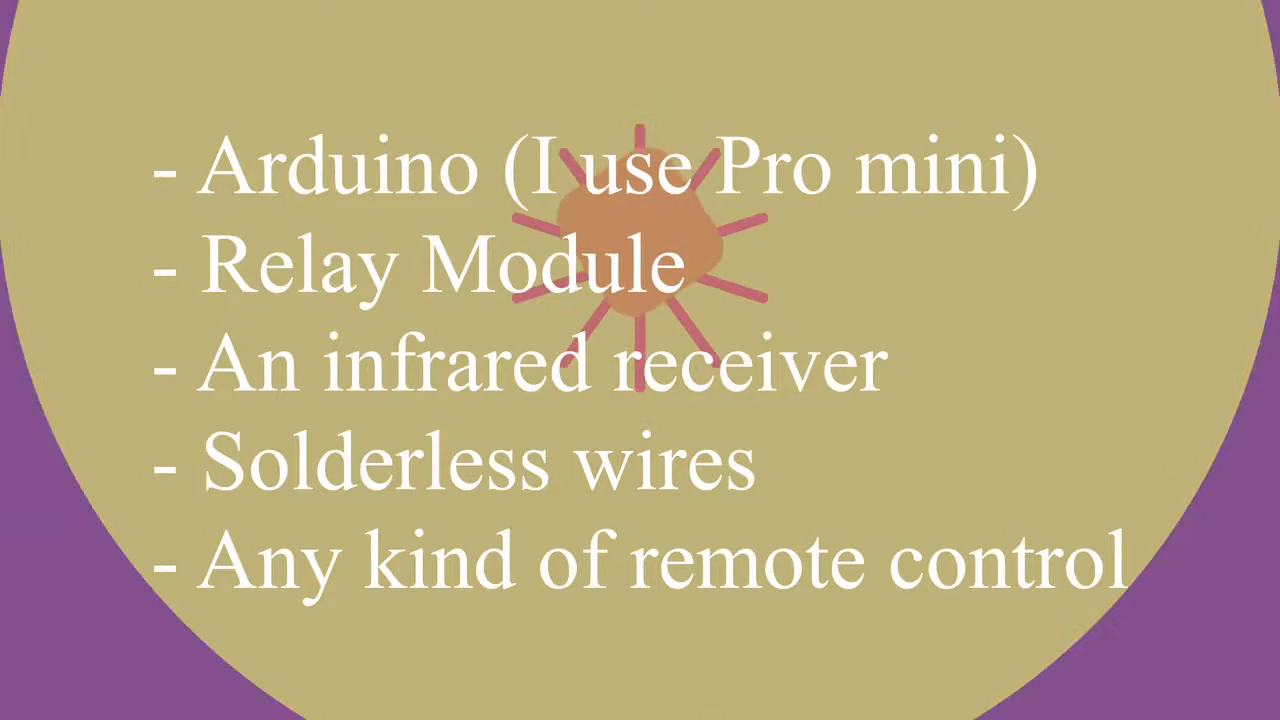 - Arduino (I use Pro mini)
- Relay Module
- An infrared receiver
- Solderless wires
- Any kind of remote control